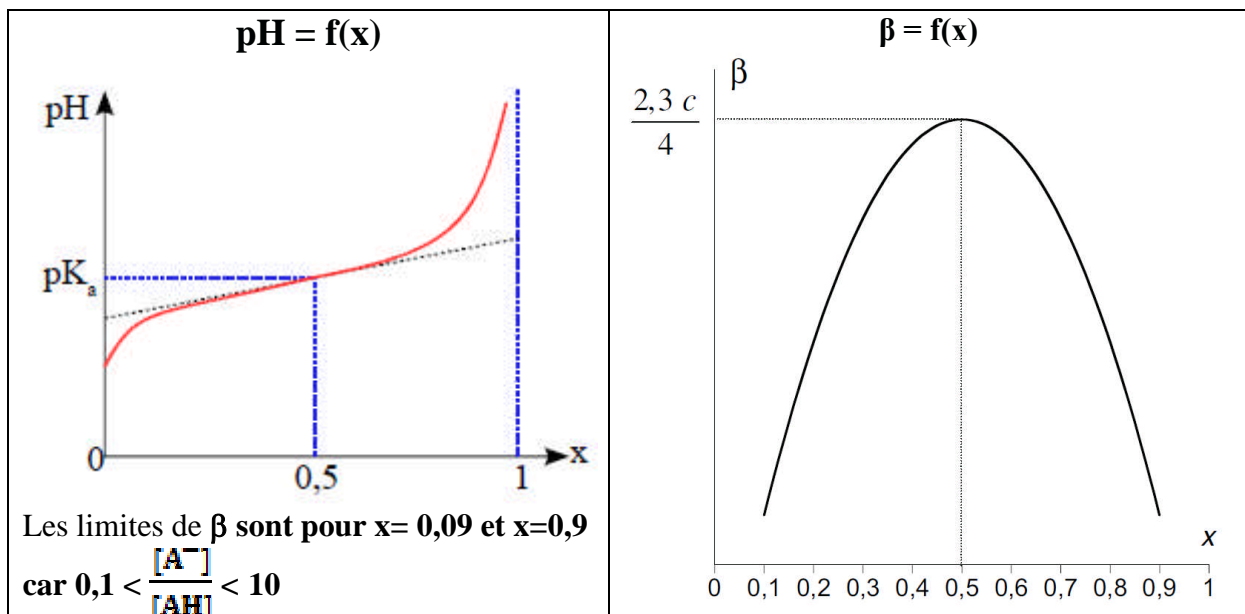 pH = f(x)
pH
pKₐ
0
0,5
1
x
Les limites de β sont pour x= 0,09 et x=0,9
car 0,1 < [A⁻]/[AH] < 10
β = f(x)
β
2,3 c
4
x
0 0,1 0,2 0,3 0,4 0,5 0,6 0,7 0,8 0,9 1